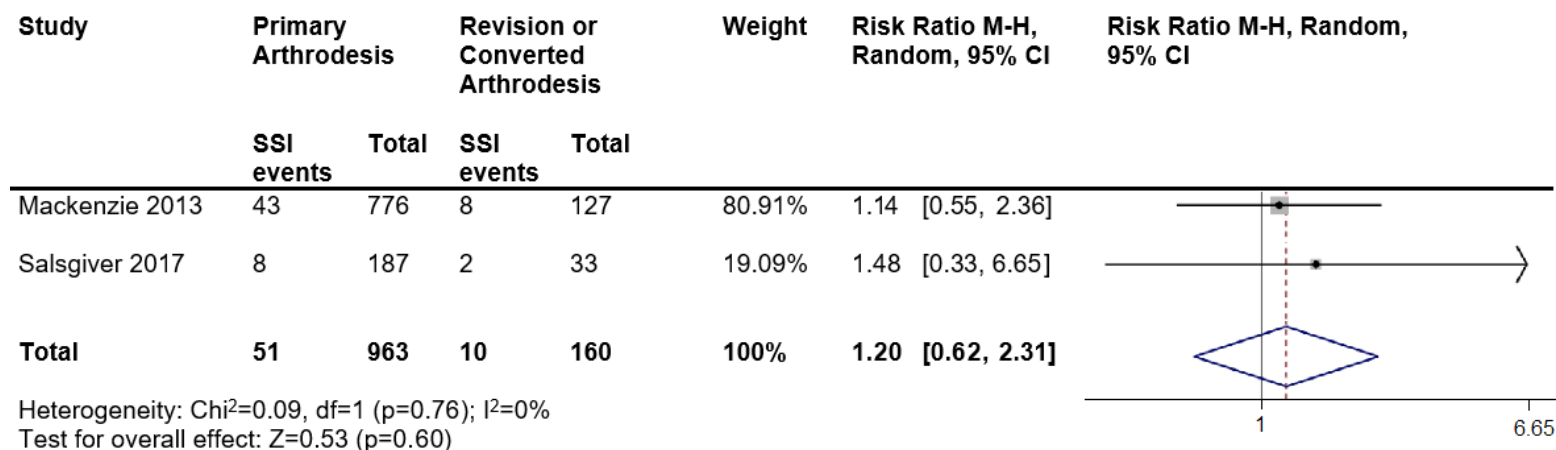 Study Primary Revision or Weight Risk Ratio M-H, Risk Ratio M-H, Random,
Arthrodesis Converted Random, 95% CI 95% CI
Arthrodesis
SSI Total SSI Total
events events
Mackenzie 2013 43 776 8 127 80.91% 1.14 [0.55, 2.36]
Salsgiver 2017 8 187 2 33 19.09% 1.48 [0.33, 6.65]
Total 51 963 10 160 100% 1.20 [0.62, 2.31]
Heterogeneity: Chi²=0.09, df=1 (p=0.76); I²=0%
Test for overall effect: Z=0.53 (p=0.60)
1 6.65